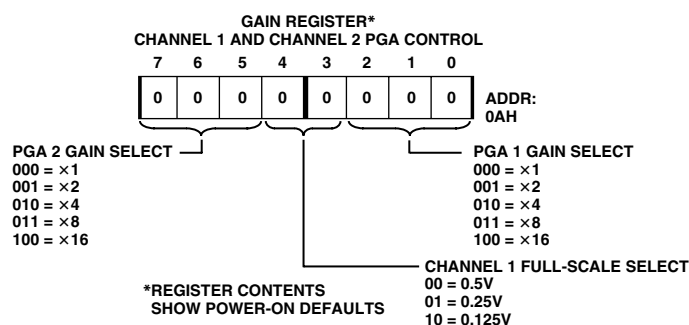 GAIN REGISTER*
CHANNEL 1 AND CHANNEL 2 PGA CONTROL
7 6 5 4 3 2 1 0
0 0 0 0 0 0 0 0
ADDR:
0AH
PGA 2 GAIN SELECT
000 = ×1
001 = ×2
010 = ×4
011 = ×8
100 = ×16
PGA 1 GAIN SELECT
000 = ×1
001 = ×2
010 = ×4
011 = ×8
100 = ×16
CHANNEL 1 FULL-SCALE SELECT
00 = 0.5V
01 = 0.25V
10 = 0.125V
*REGISTER CONTENTS
SHOW POWER-ON DEFAULTS